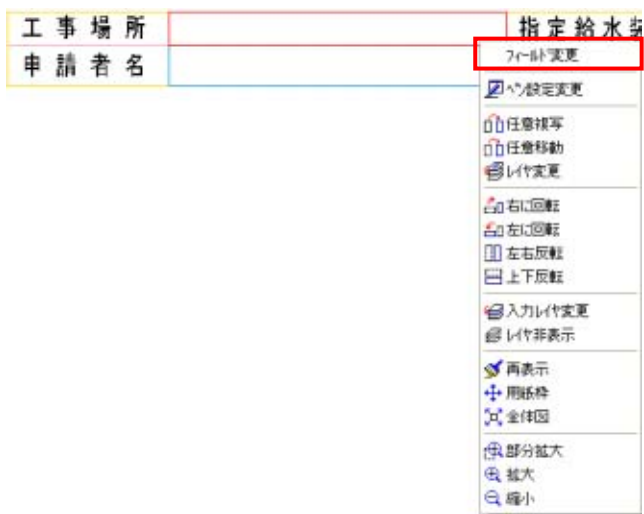 工事場所
指定給水装
申請者名
フィールド変更
ペン設定変更
任意複写
任意移動
レイヤ変更
右に回転
左に回転
左右反転
上下反転
入力レイヤ変更
レイヤ非表示
再表示
用紙枠
全体図
部分拡大
拡大
縮小